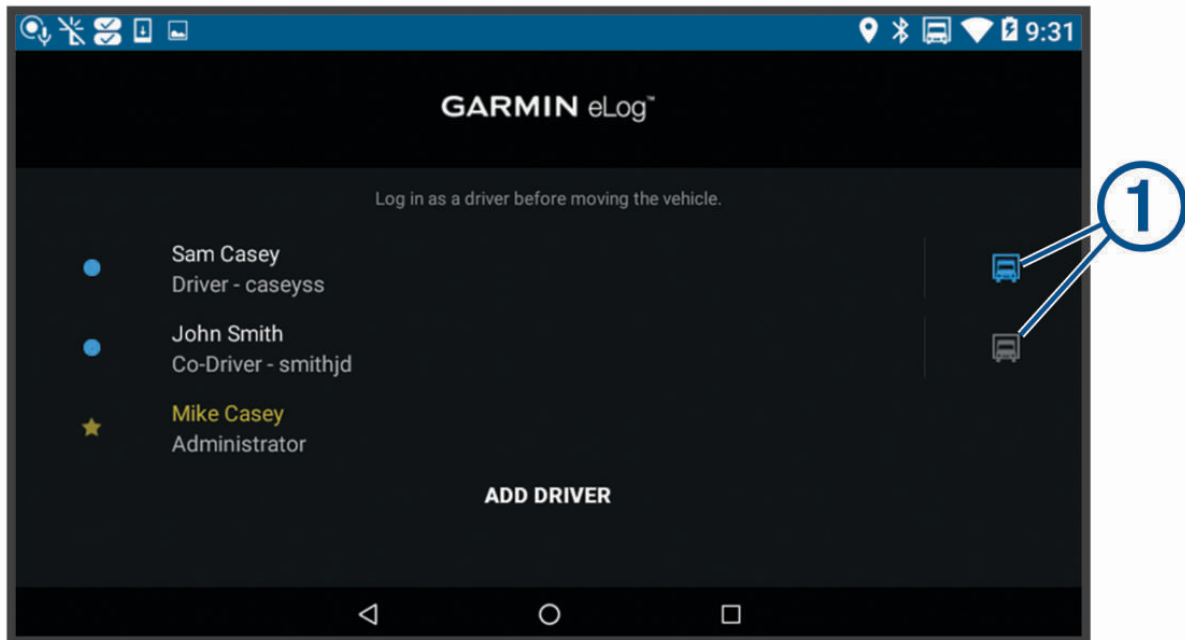 9:31
GARMIN eLog™
Log in as a driver before moving the vehicle.
1
Sam Casey
Driver - caseyss
John Smith
Co-Driver - smithjd
Mike Casey
Administrator
ADD DRIVER